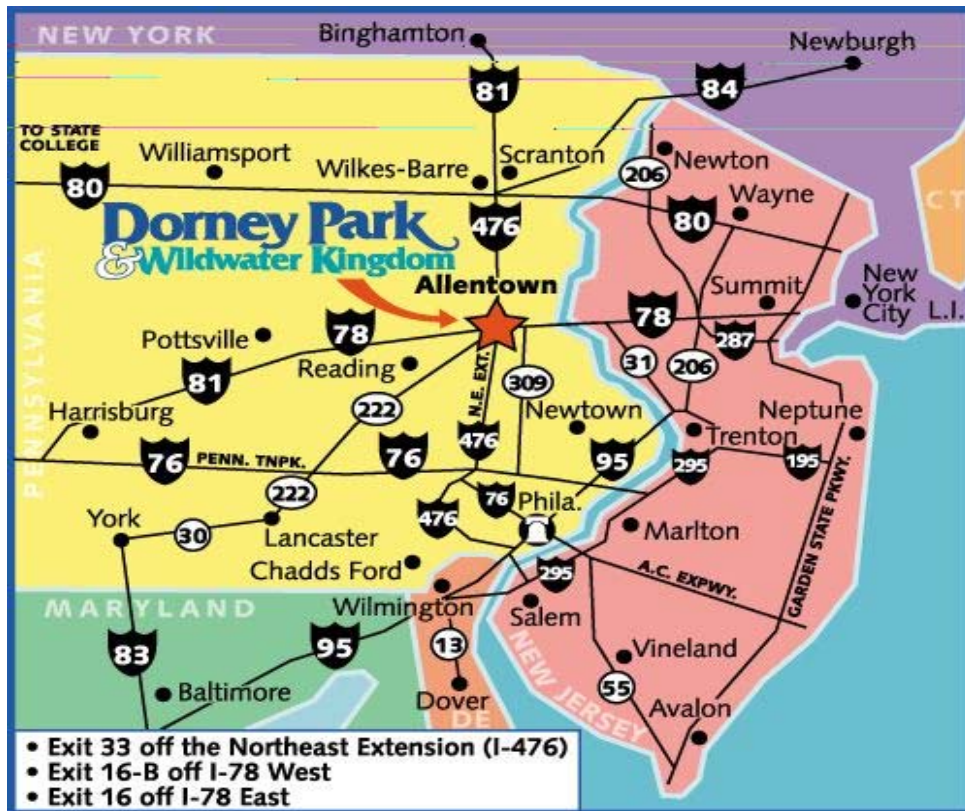 NEW YORK
Binghamton
Newburgh
81
84
TO STATE
COLLEGE
Williamsport
Wilkes-Barre
Scranton
206
Newton
CT
80
Wayne
476
80
Dorney Park
& Wildwater Kingdom
Allentown
Summit
New
York
City
L.I.
PENNSYLVANIA
Pottsville
78
78
287
81
Reading
N.E. EXT.
309
31
206
222
Harrisburg
Newtown
Neptune
Trenton
476
76
PENN. TNPK.
76
95
295
195
222
76
Phila.
476
York
30
Lancaster
Marlton
GARDEN STATE PKWY.
Chadds Ford
295
A.C. EXPWY.
MARYLAND
Wilmington
Salem
83
95
13
NEW JERSEY
Vineland
55
Baltimore
Dover
Avalon
DE
• Exit 33 off the Northeast Extension (I-476)
• Exit 16-B off I-78 West
• Exit 16 off I-78 East